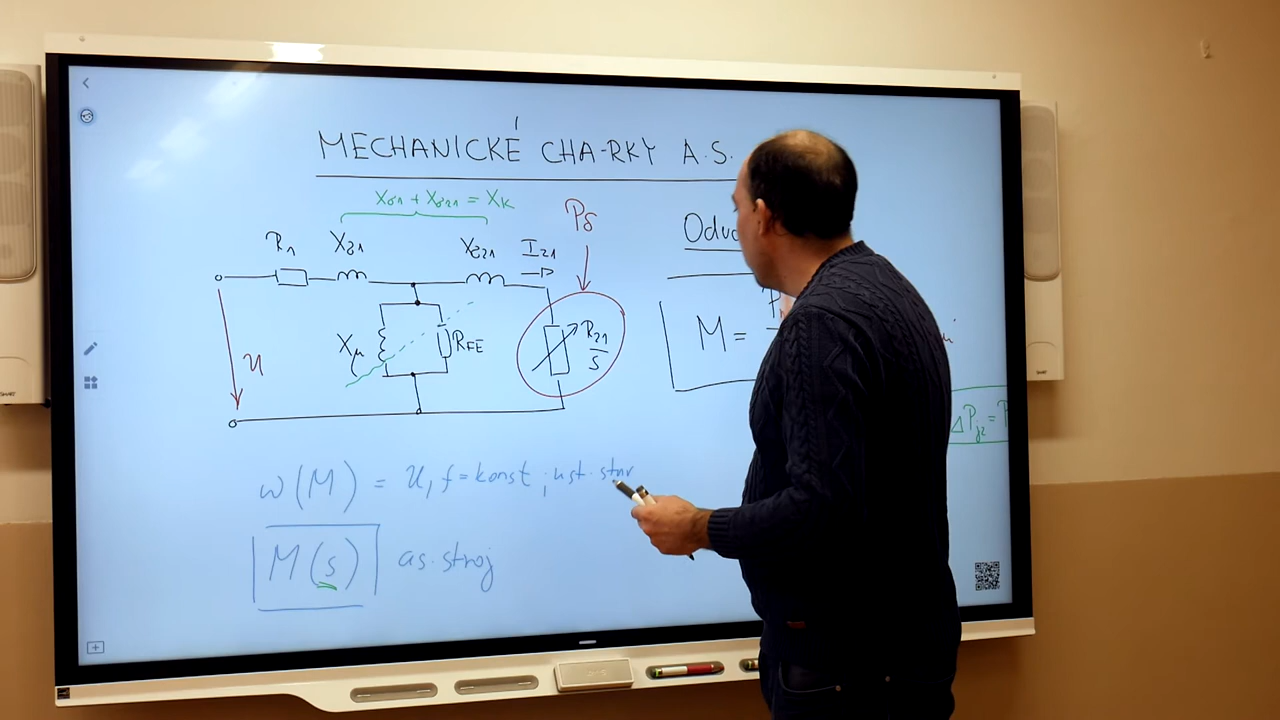 MECHANICKÉ CHA-RKY A.S.
Xσ1 + Xσ21 = XK
Pδ
R1 Xσ1 Xσ21 I21
U
Xμ RFE R21/S
M =
ΔPj2 =
ω(M) = U, f = konst ; ust. stav
M(s) as. stroj